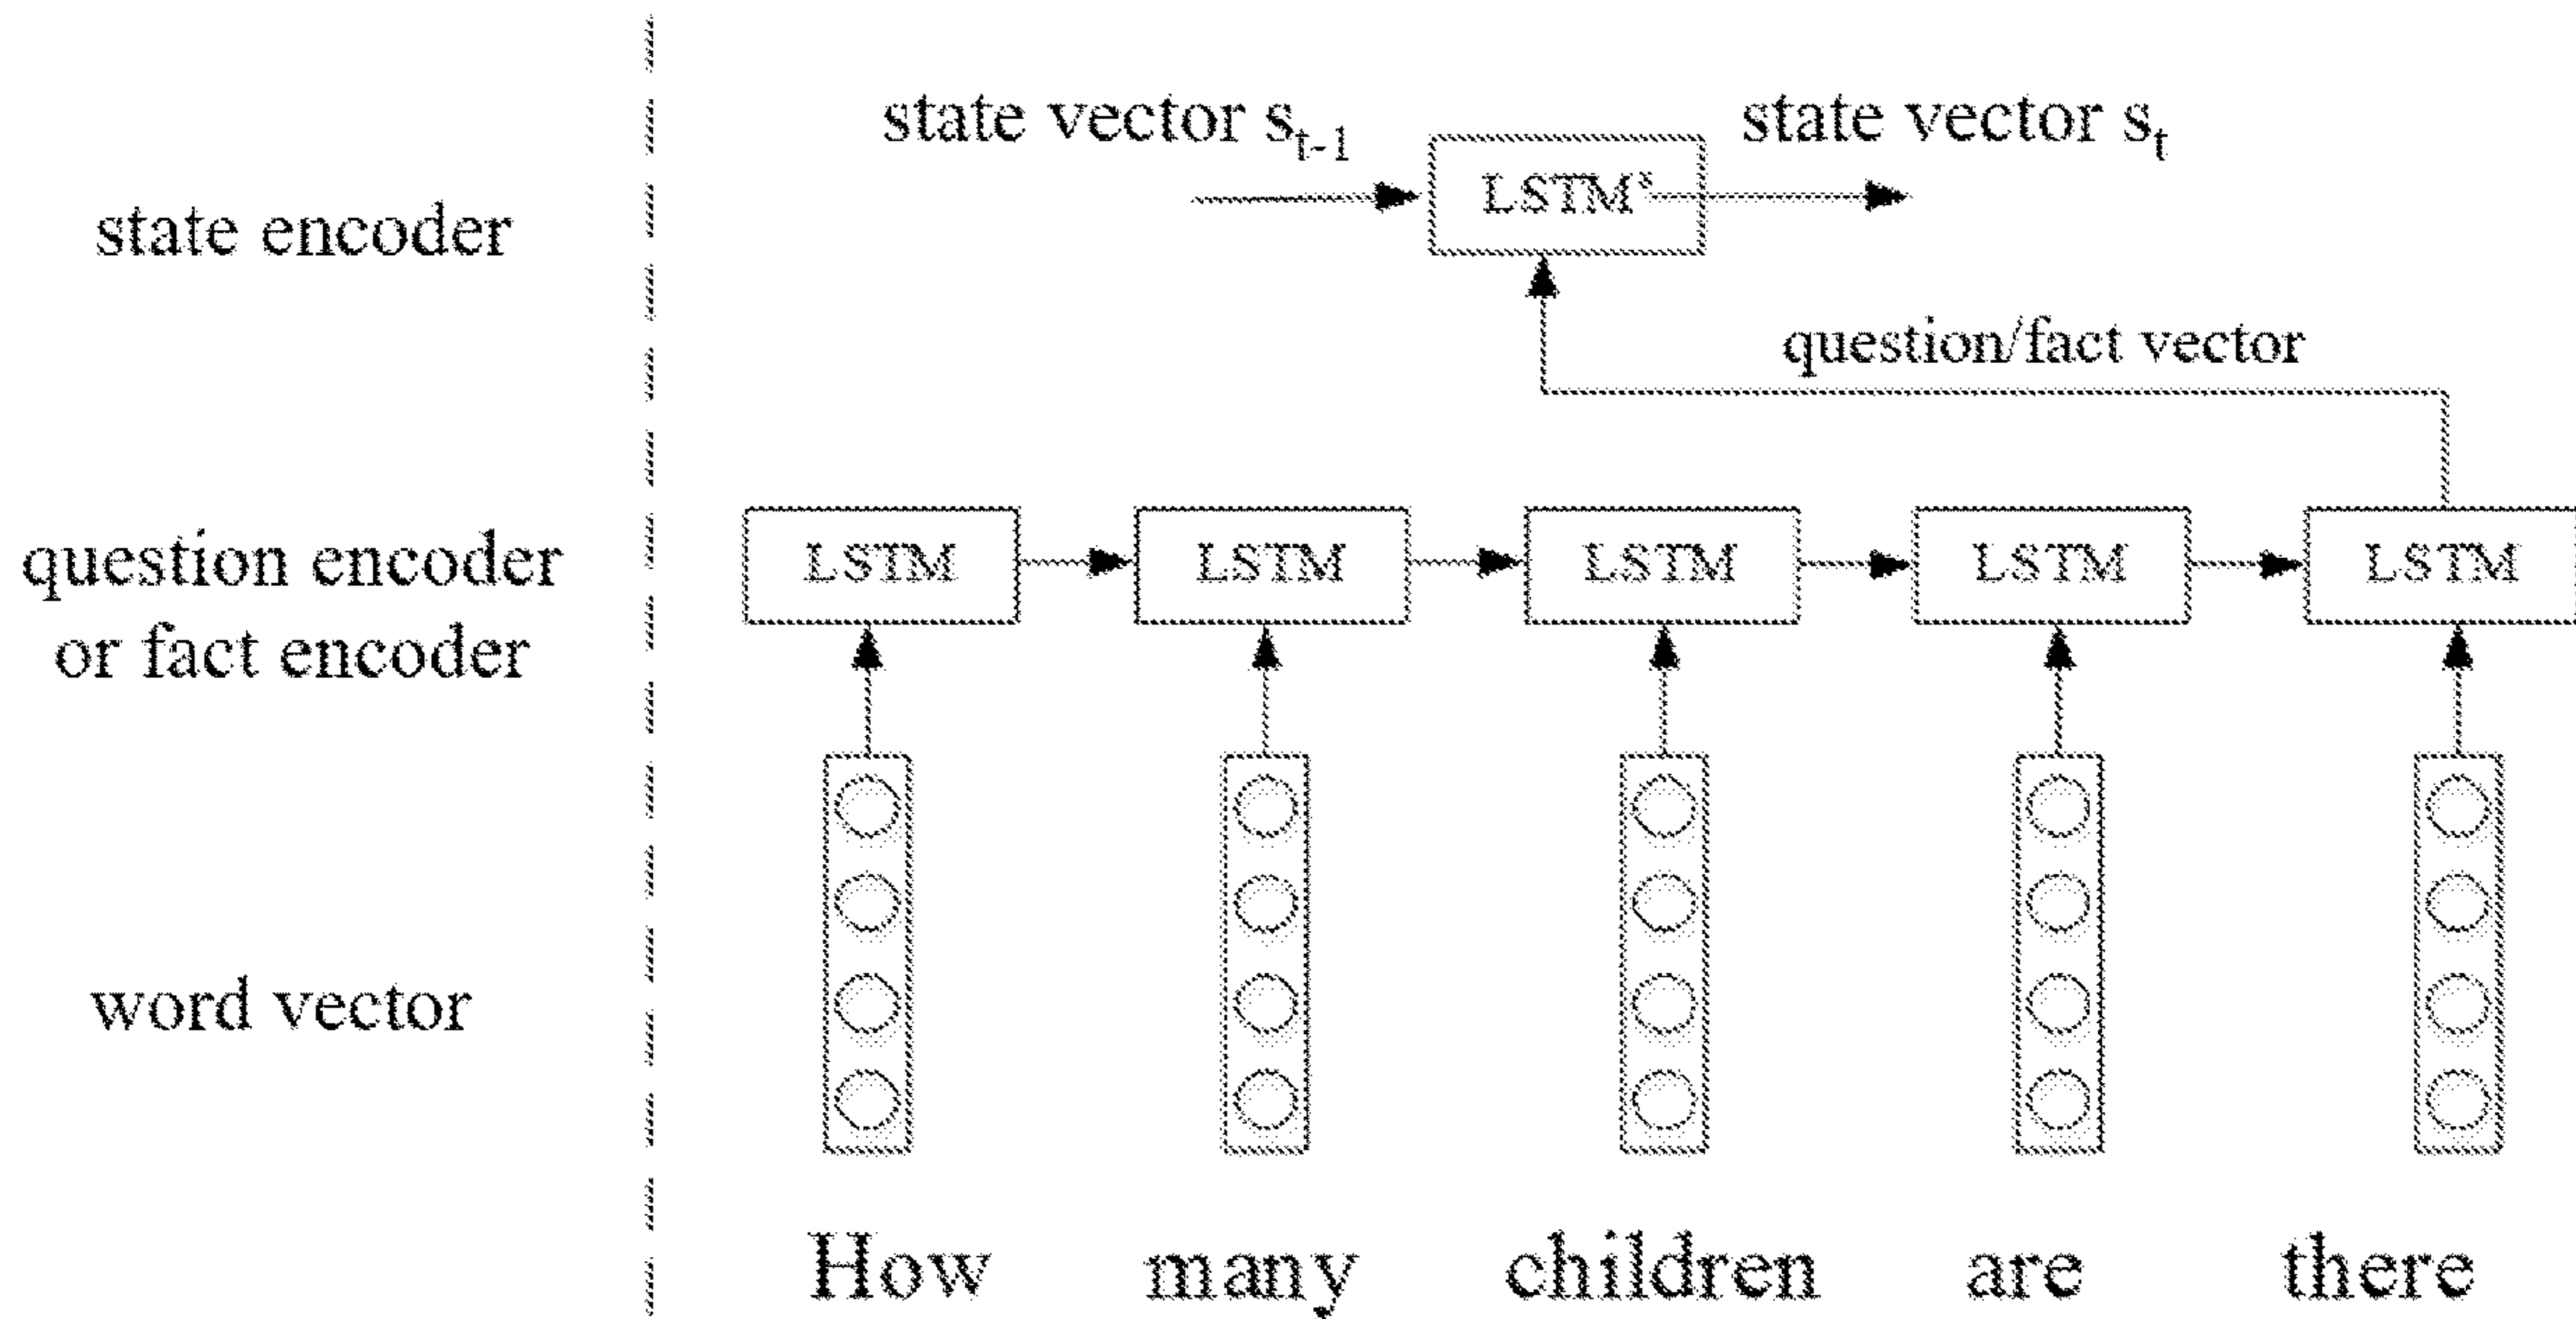 state vector s_{t-1}
state vector s_t
state encoder
LSTM^s
question/fact vector
question encoder
or fact encoder
LSTM
LSTM
LSTM
LSTM
LSTM
word vector
How many children are there